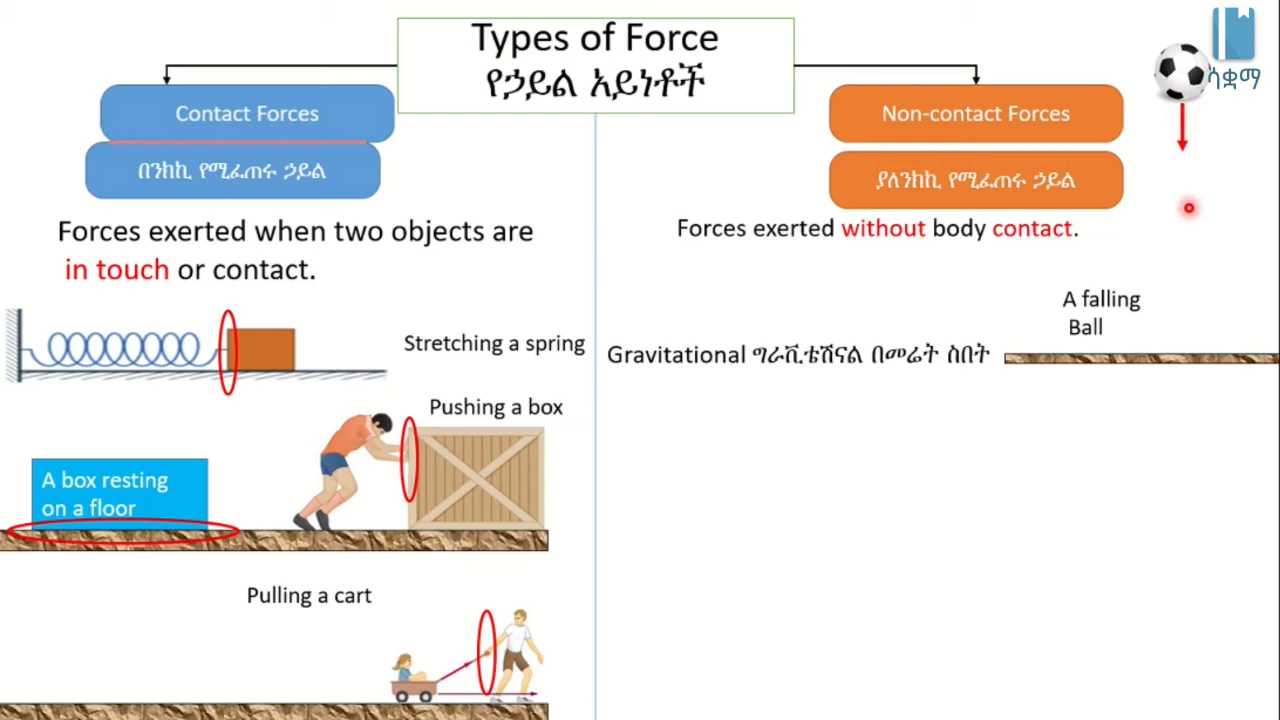 Types of Force
የኃይል አይነቶች
Contact Forces
በንክኪ የሚፈጠሩ ኃይል
Forces exerted when two objects are
in touch or contact.
Stretching a spring
Pushing a box
A box resting
on a floor
Pulling a cart
Non-contact Forces
ያለንክኪ የሚፈጠሩ ኃይል
Forces exerted without body contact.
A falling
Ball
Gravitational ግራቪቴሽናል በመሬት ስበት
ሳቋማ